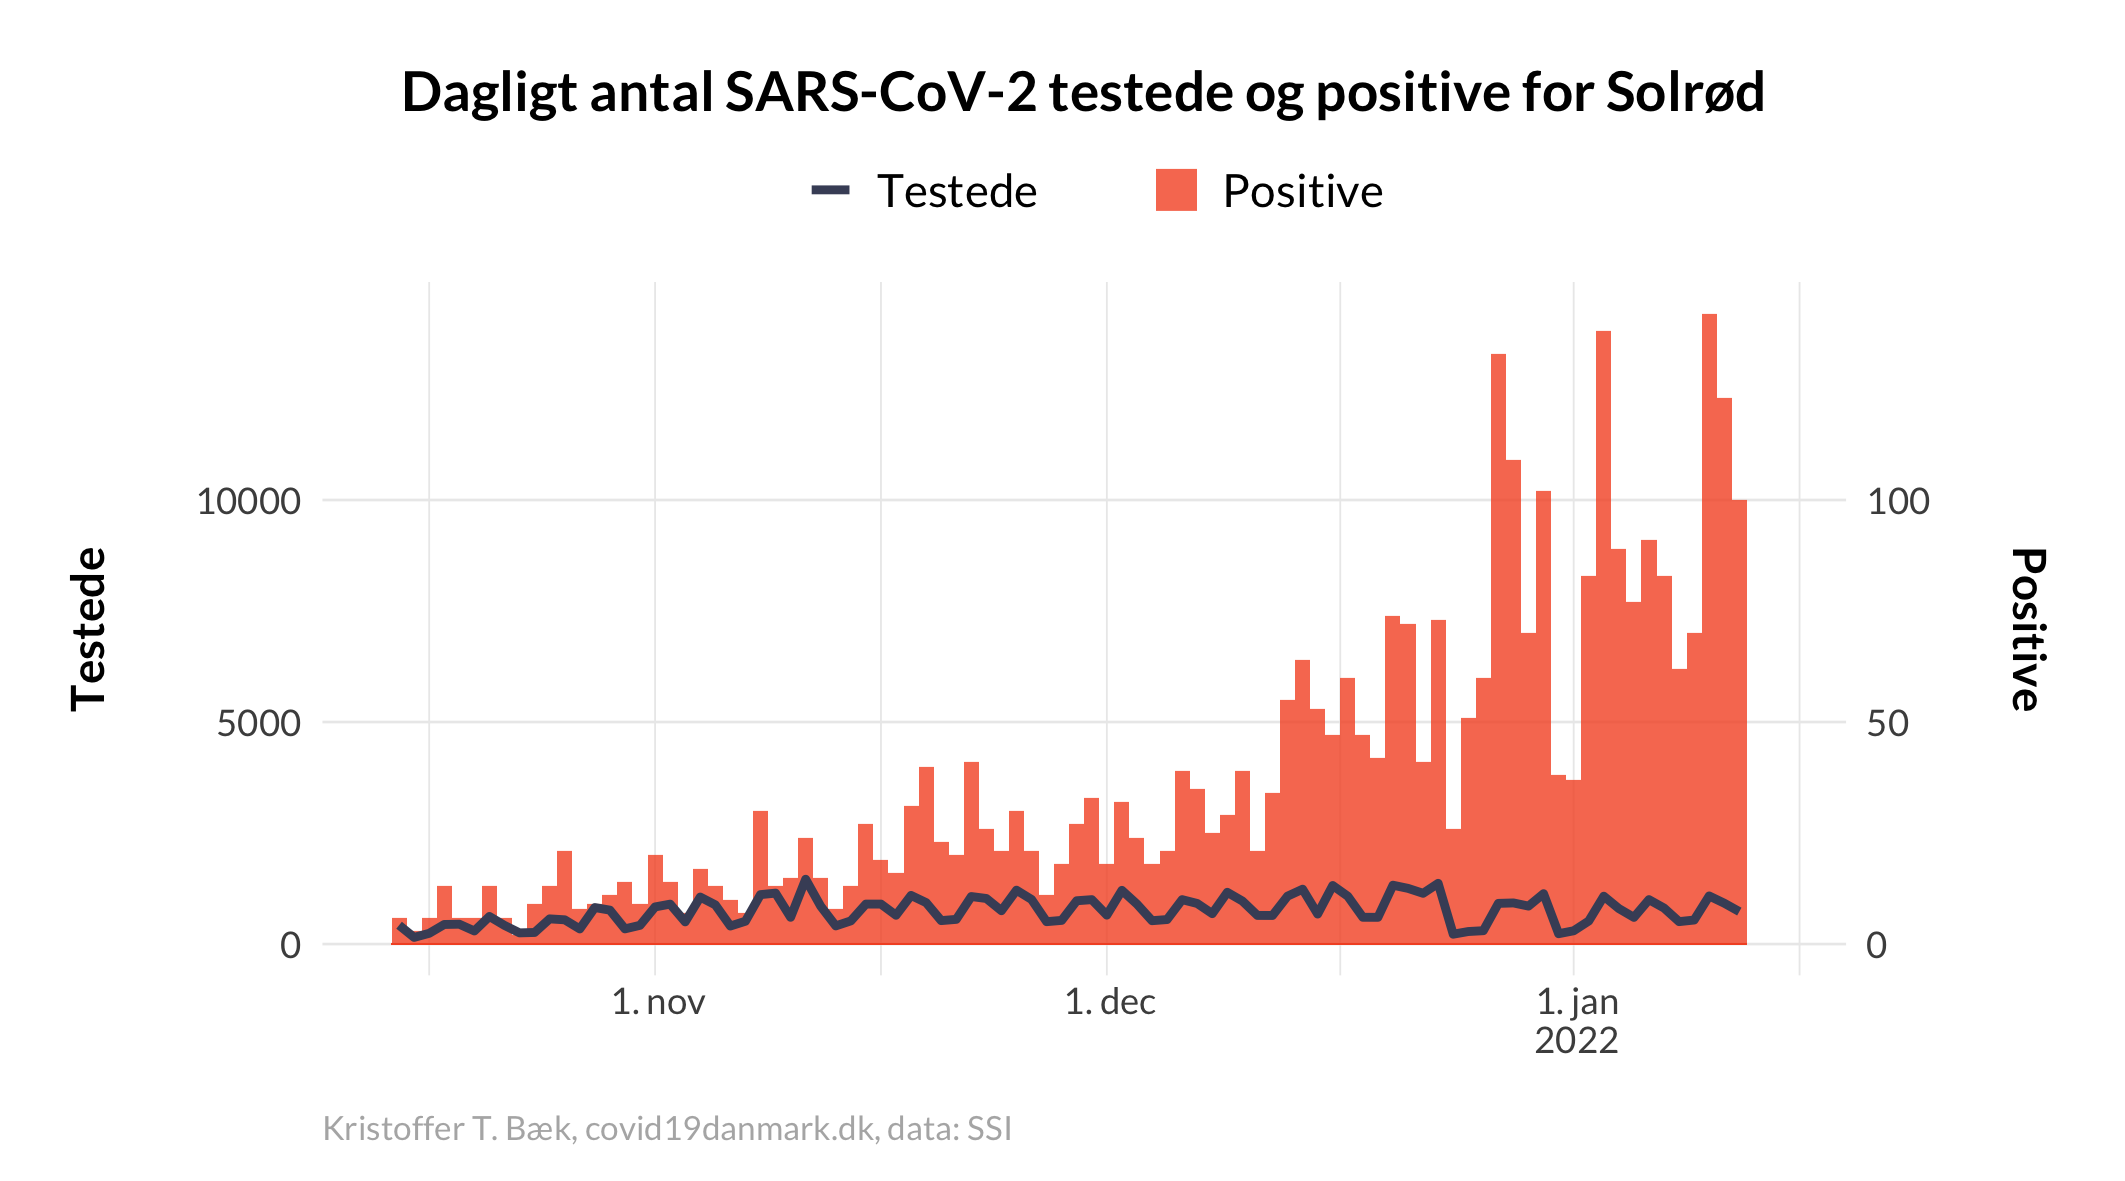 Dagligt antal SARS-CoV-2 testede og positive for Solrød
Testede
Positive
10000
5000
0
Testede
100
50
0
Positive
1. nov
1. dec
1. jan
2022
Kristoffer T. Bæk, covid19danmark.dk, data: SSI